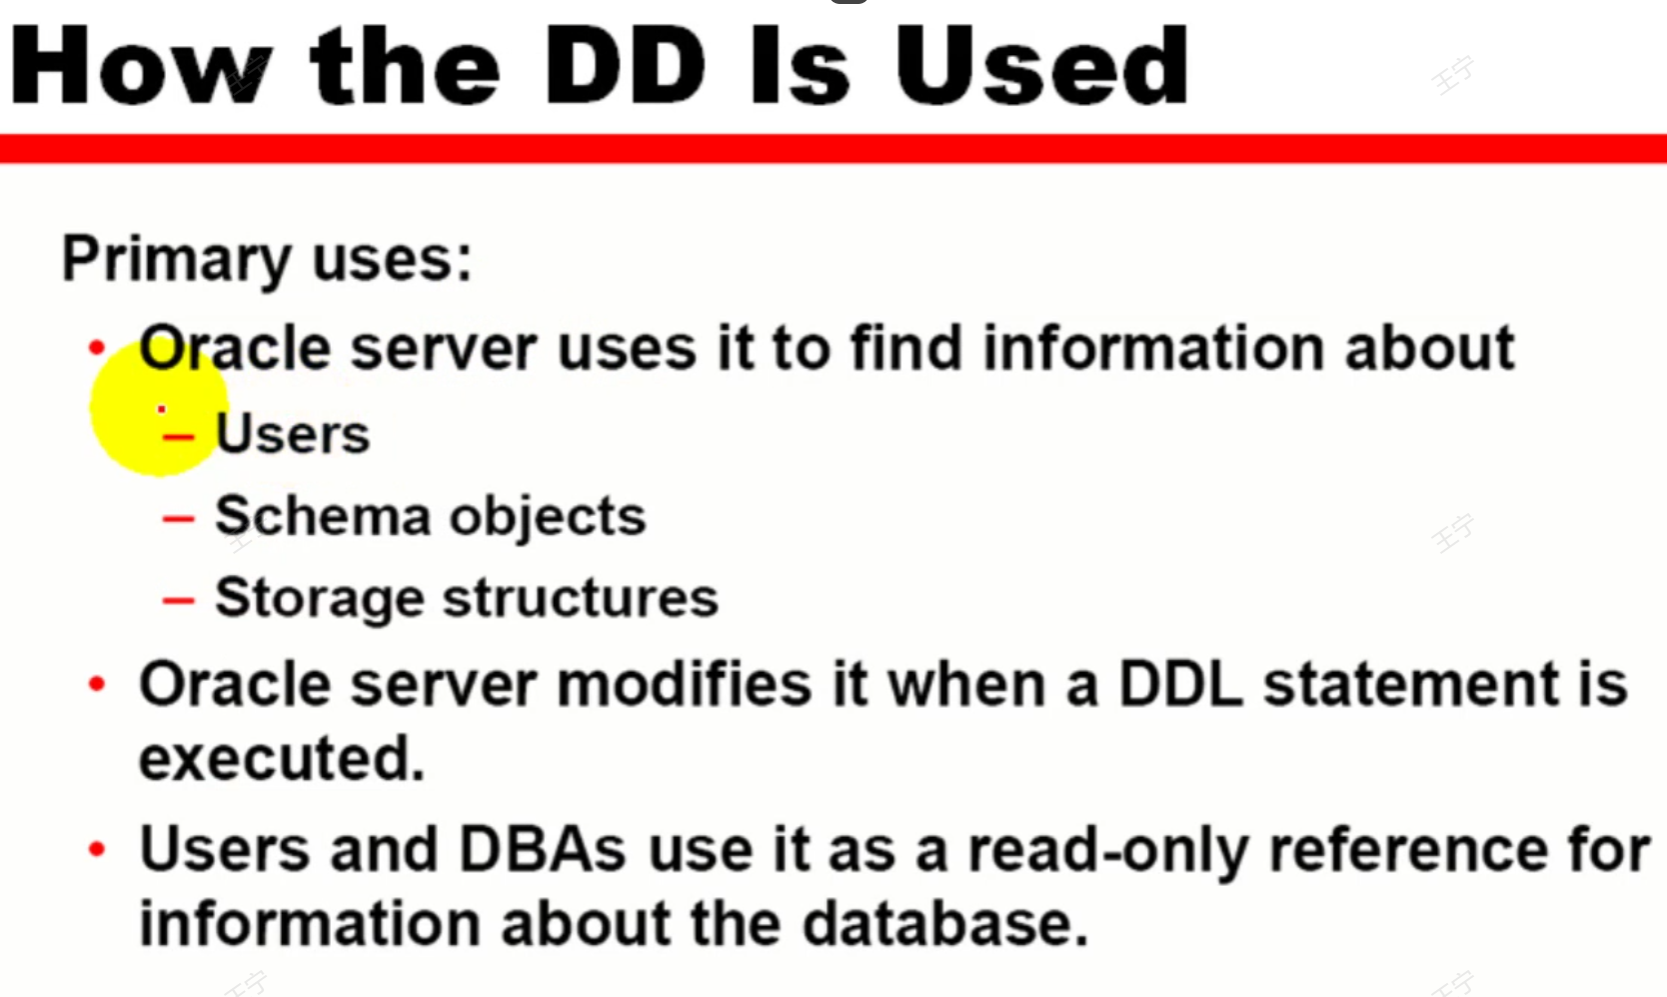 How the DD Is Used
Primary uses:
• Oracle server uses it to find information about
– Users
– Schema objects
– Storage structures
• Oracle server modifies it when a DDL statement is
executed.
• Users and DBAs use it as a read-only reference for
information about the database.
王宁
王宁
王宁
王宁
王宁
王宁